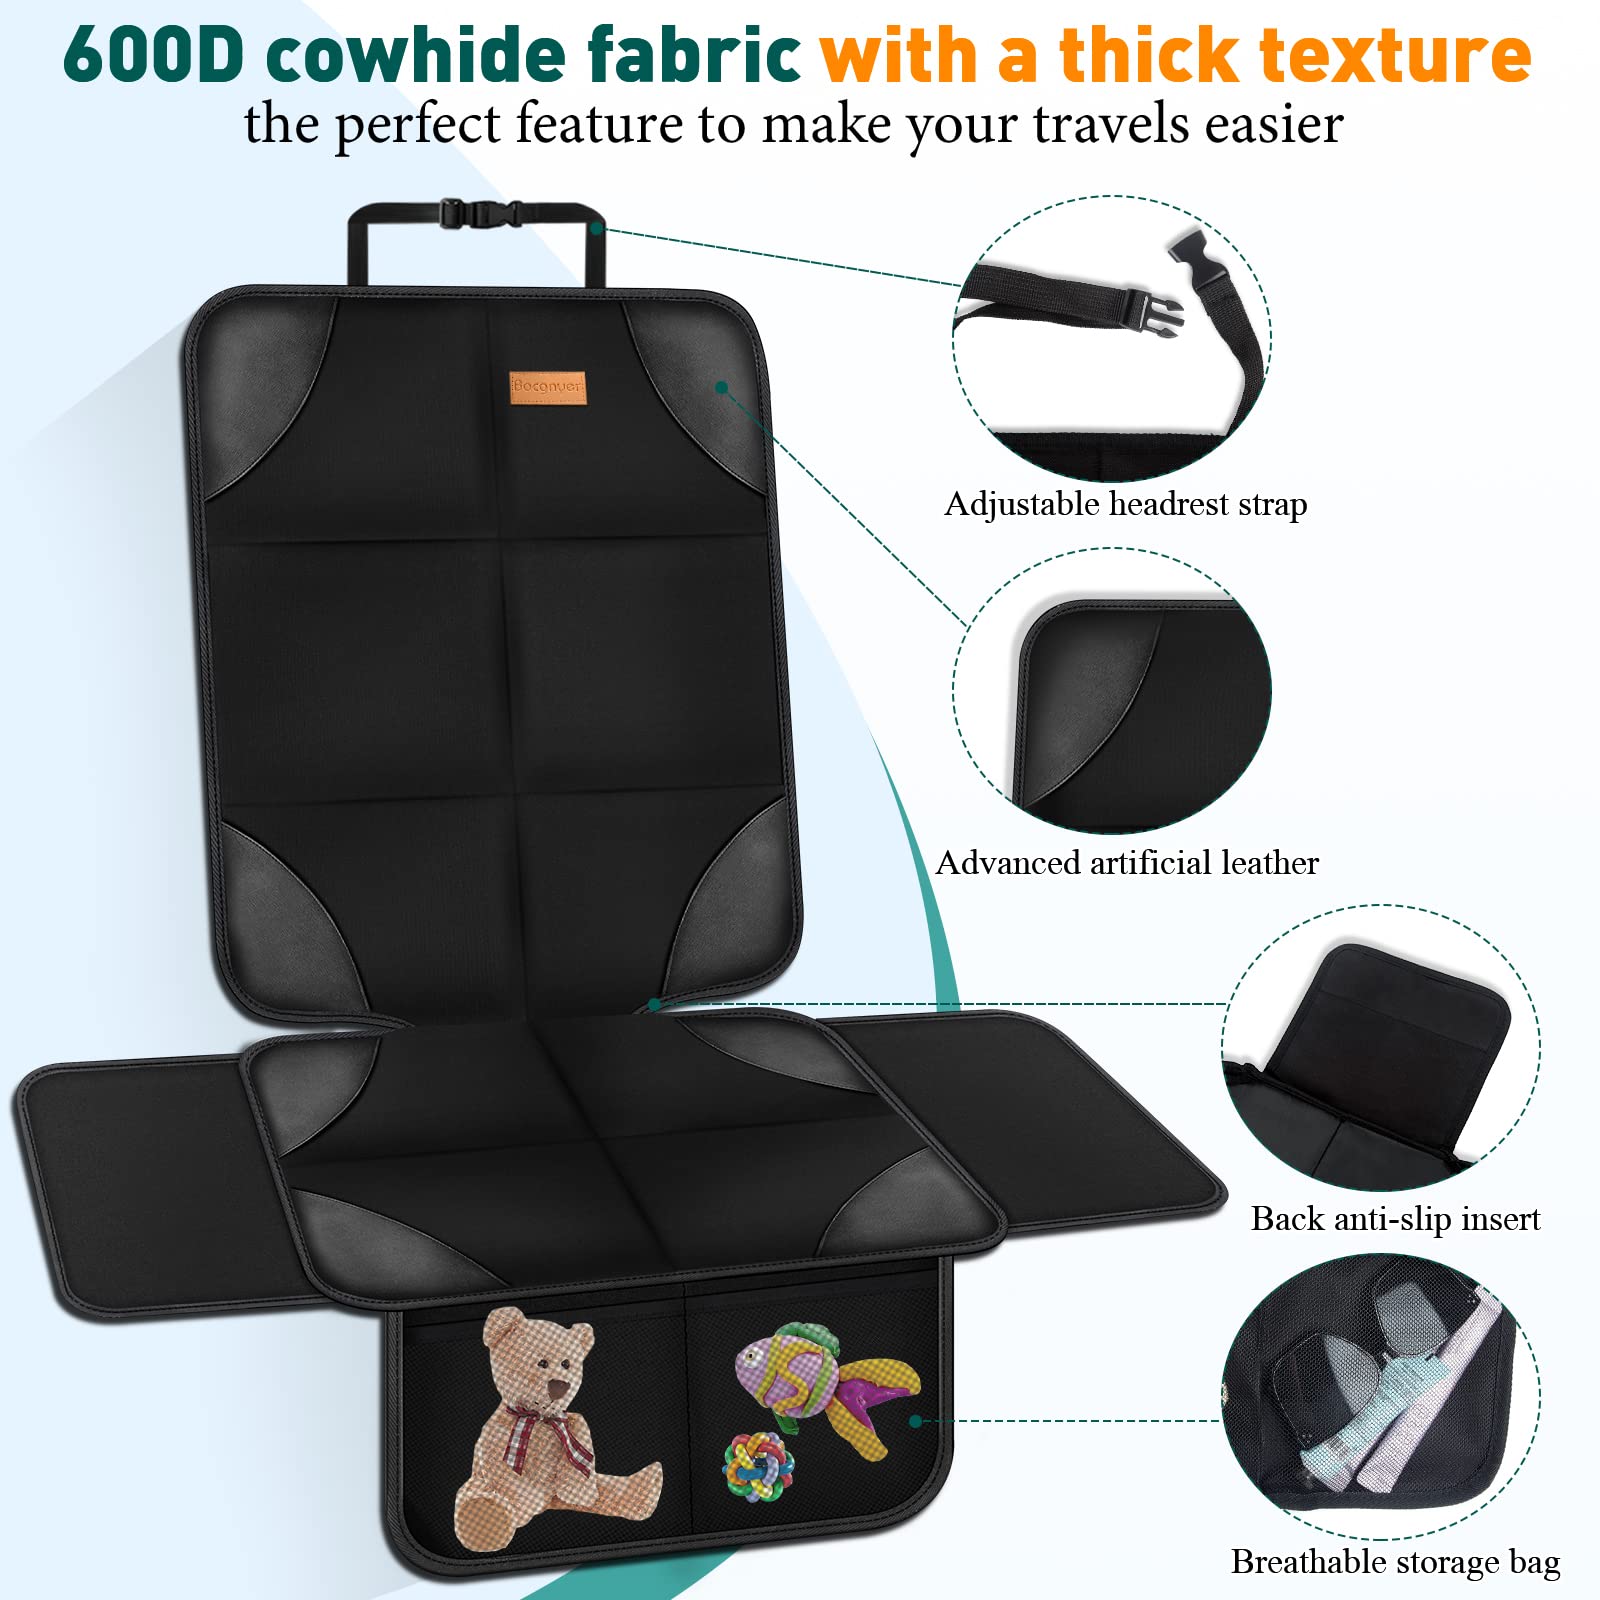 600D cowhide fabric with a thick texture
the perfect feature to make your travels easier
Bocgnuer
Adjustable headrest strap
Advanced artificial leather
Back anti-slip insert
Breathable storage bag